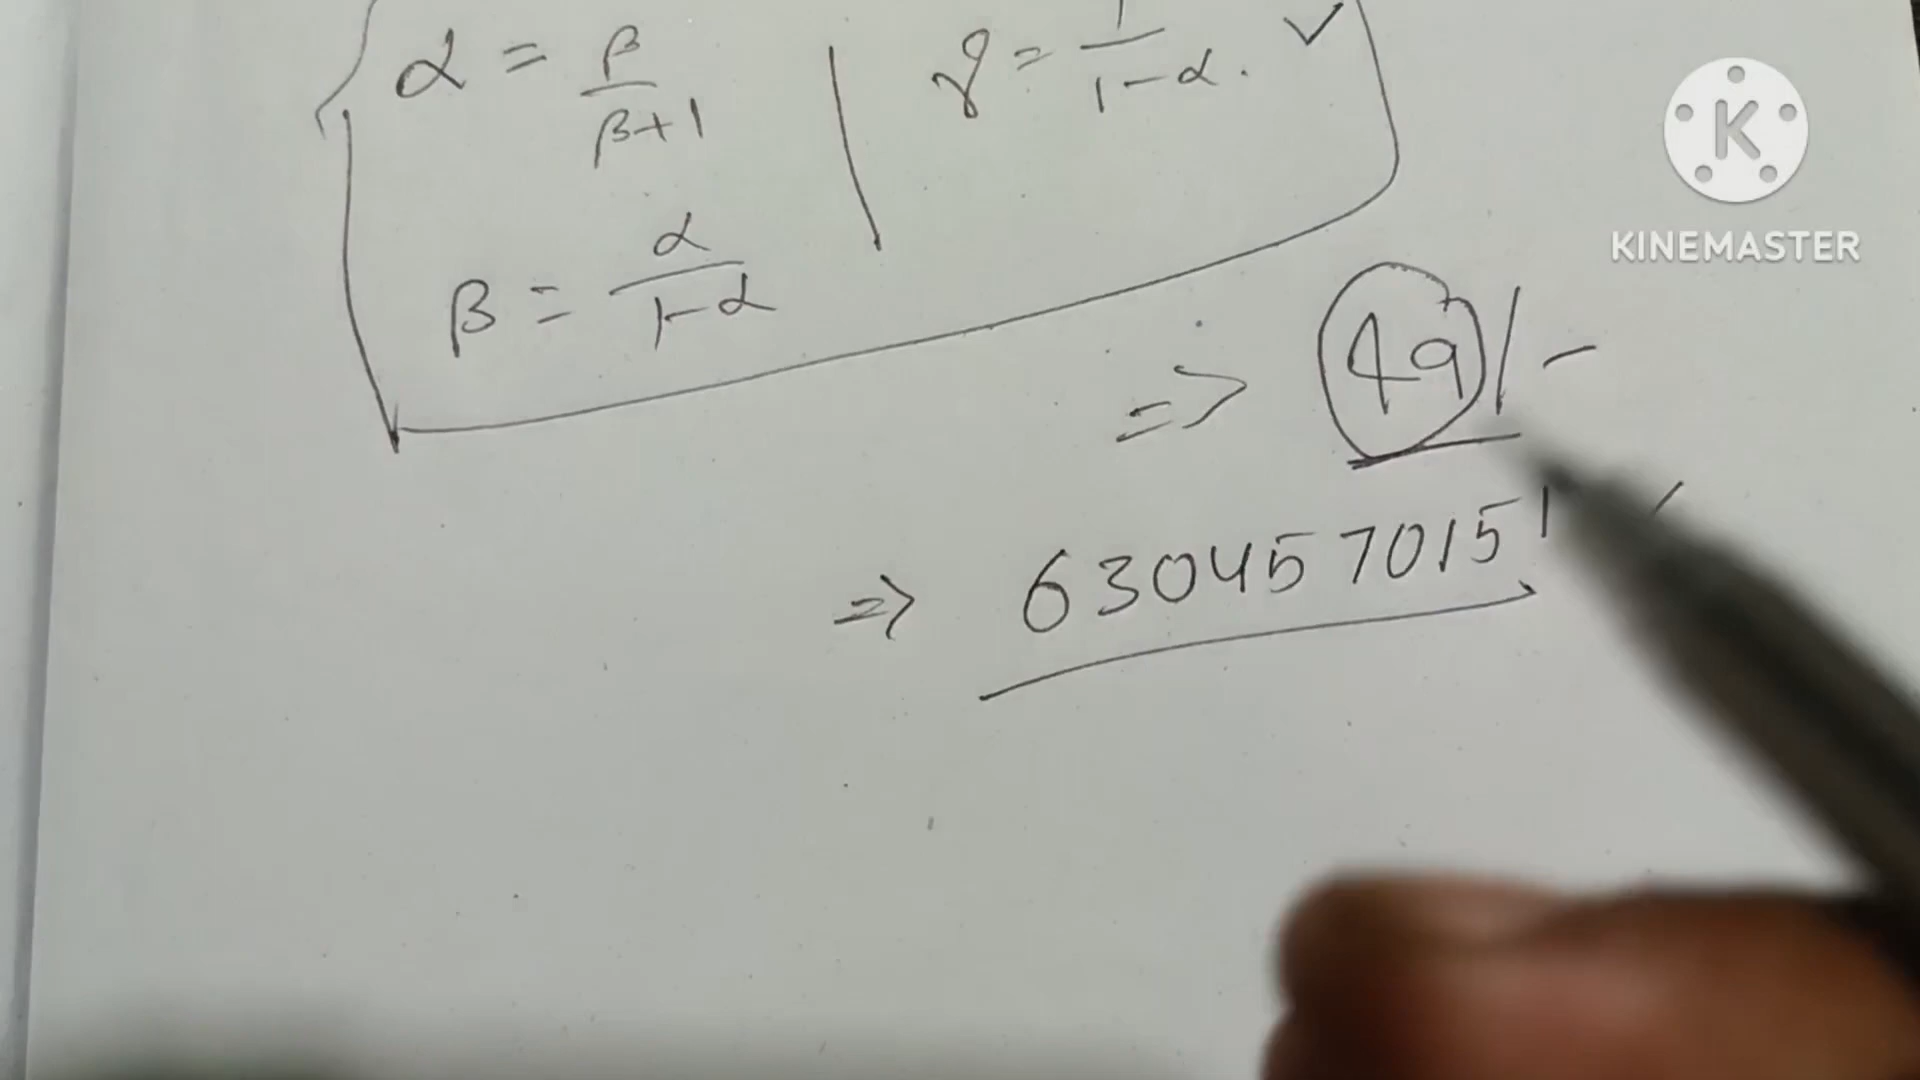 α = β/(β+1) | γ = 1/(1-α). ✓
β = α/(1-α)
K
KINEMASTER
=> 49/-
=> 6304570151